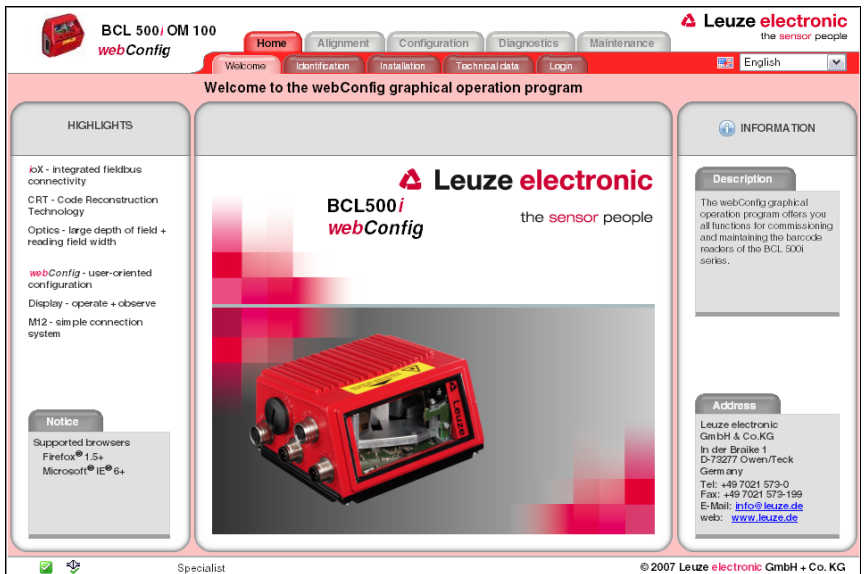 BCL 500i OM 100
webConfig
Home
Alignment
Configuration
Diagnostics
Maintenance
Leuze electronic
the sensor people
Welcome
Identification
Installation
Technical data
Login
English
Welcome to the webConfig graphical operation program
HIGHLIGHTS
ioX - integrated fieldbus
connectivity
CRT - Code Reconstruction
Technology
Optics - large depth of field +
reading field width
webConfig - user-oriented
configuration
Display - operate + observe
M12 - simple connection
system
Notice
Supported browsers
Firefox® 1.5+
Microsoft® IE® 6+
Leuze electronic
BCL500i
webConfig
the sensor people
Leuze
INFORMATION
Description
The webConfig graphical
operation program offers you
all functions for commissioning
and maintaining the barcode
readers of the BCL 500i
series.
Address
Leuze electronic
GmbH & Co.KG
In der Braike 1
D-73277 Owen/Teck
Germany
Tel: +49 7021 573-0
Fax: +49 7021 573-199
E-Mail: info@leuze.de
web: www.leuze.de
Specialist
© 2007 Leuze electronic GmbH + Co. KG